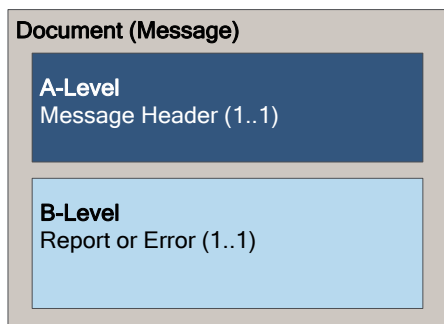 Document (Message)
A-Level
Message Header (1..1)
B-Level
Report or Error (1..1)